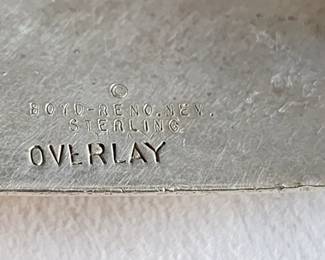 ©
BOYD-RENO, NEV.
STERLING
OVERLAY